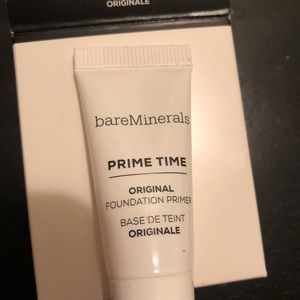 ORIGINALE
bareMinerals
PRIME TIME
ORIGINAL
FOUNDATION PRIMER
BASE DE TEINT
ORIGINALE